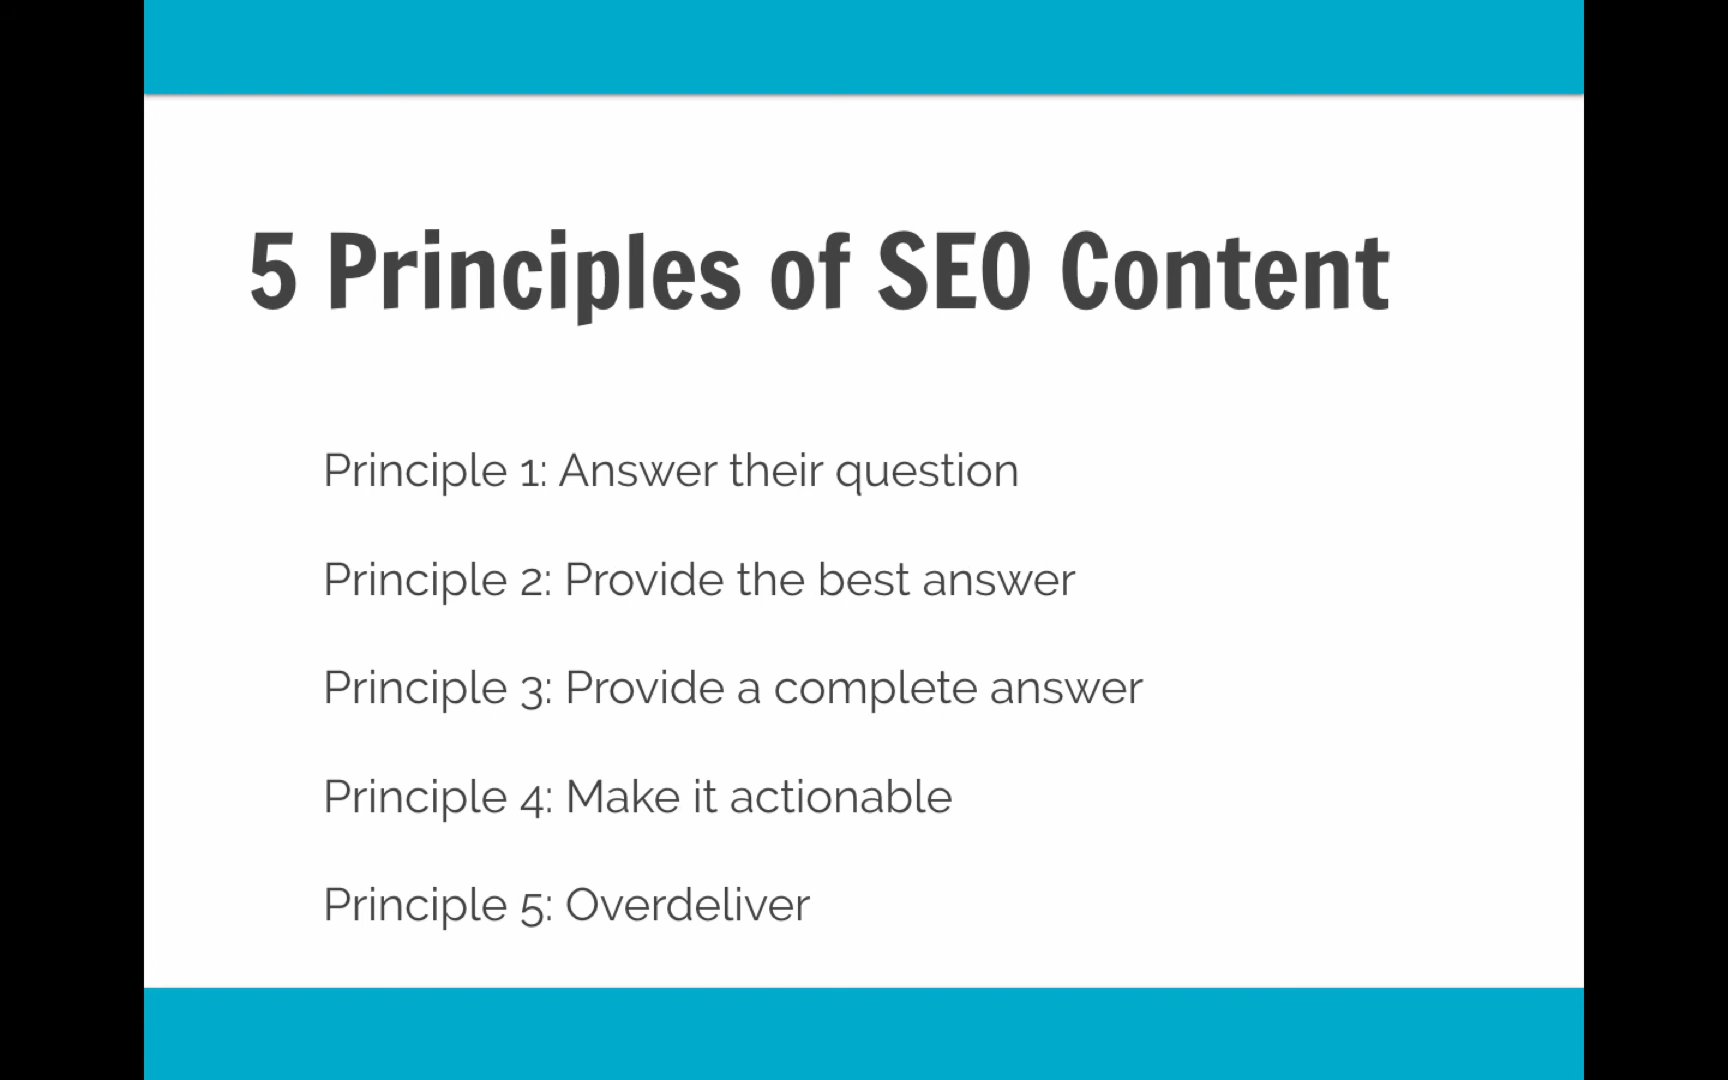 5 Principles of SEO Content
Principle 1: Answer their question
Principle 2: Provide the best answer
Principle 3: Provide a complete answer
Principle 4: Make it actionable
Principle 5: Overdeliver